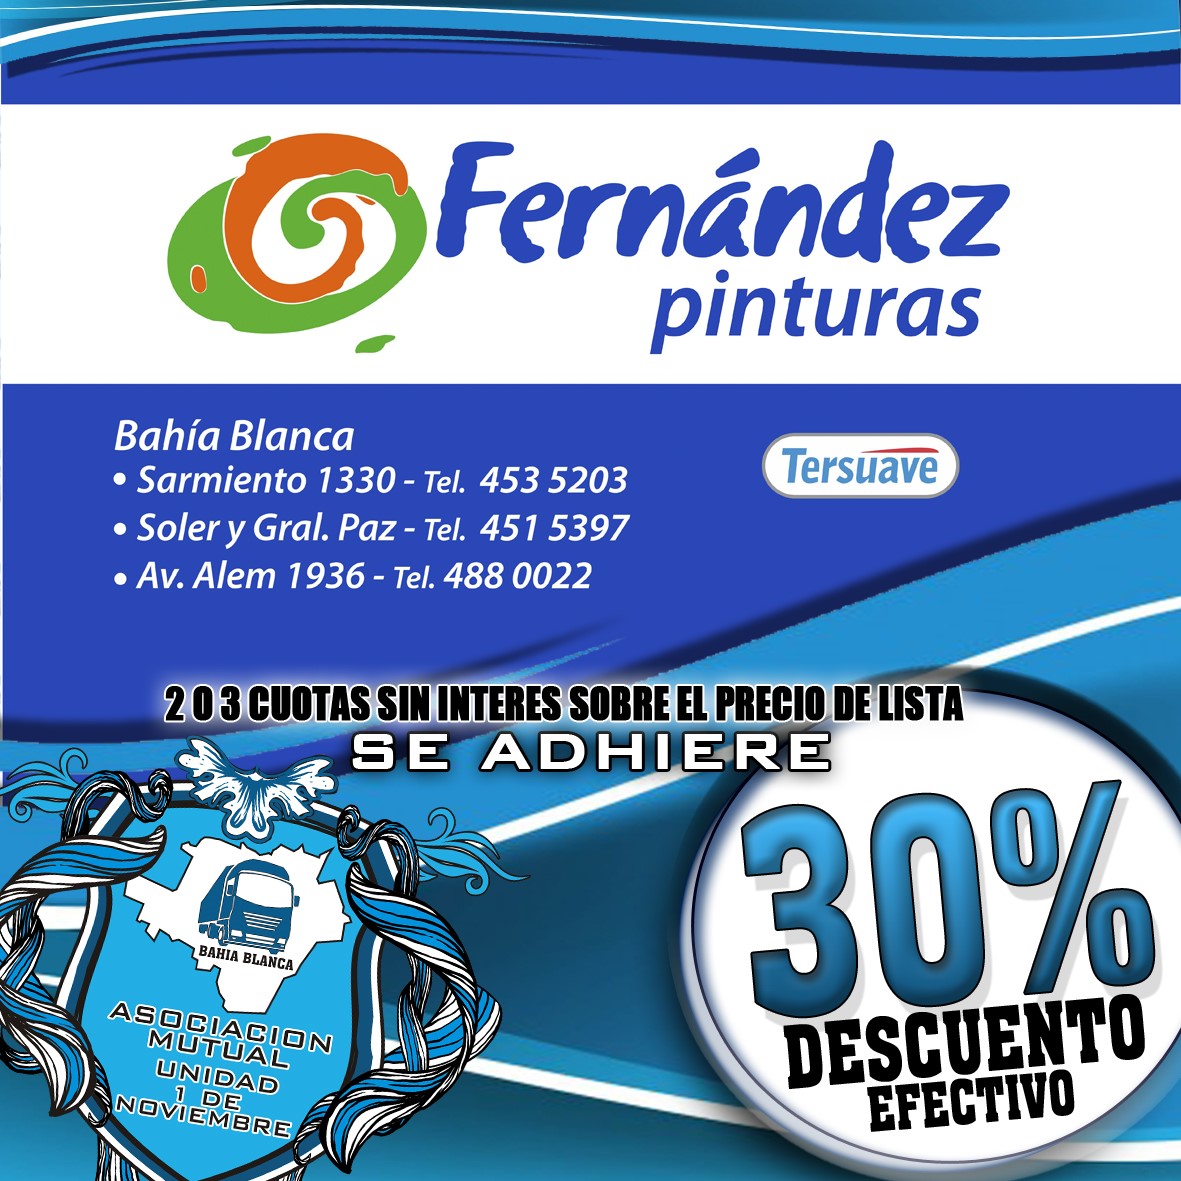 Fernández
pinturas
Bahía Blanca
• Sarmiento 1330 - Tel. 453 5203
• Soler y Gral. Paz - Tel. 451 5397
• Av. Alem 1936 - Tel. 488 0022
Tersuave
2 O 3 CUOTAS SIN INTERES SOBRE EL PRECIO DE LISTA
SE ADHIERE
30%
DESCUENTO
EFECTIVO
BAHIA BLANCA
ASOCIACION
MUTUAL
UNIDAD
1 DE
NOVIEMBRE